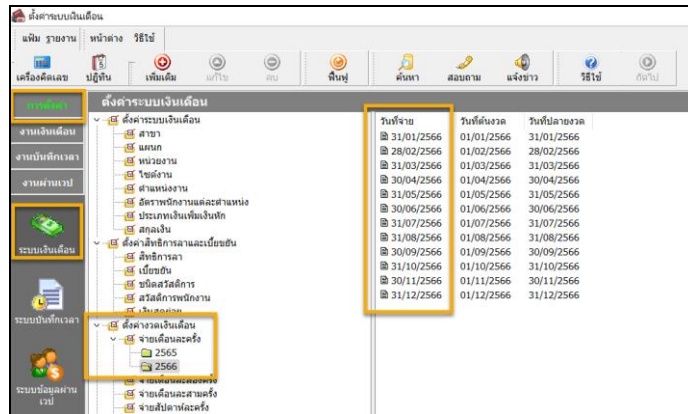 ตั้งค่าระบบเงินเดือน
แฟ้ม รายงาน หน้าต่าง วิธีใช้
เครื่องคิดเลข ปฏิทิน เพิ่มเติม แก้ไข ลบ ฟื้นฟู ค้นหา สอบถาม แจ้งข่าว วิธีใช้ ถัดไป
การตั้งค่า
งานเงินเดือน
งานบันทึกเวลา
งานผ่านเวป
ระบบเงินเดือน
ระบบบันทึกเวลา
ระบบข้อมูลผ่าน
เวป
ตั้งค่าระบบเงินเดือน
ตั้งค่าระบบเงินเดือน
สาขา
แผนก
หน่วยงาน
ไซต์งาน
ตำแหน่งงาน
อัตราพนักงานแต่ละตำแหน่ง
ประเภทเงินเพิ่มเงินหัก
สกุลเงิน
ตั้งค่าสิทธิการลาและเบี้ยขยัน
สิทธิการลา
เบี้ยขยัน
ชนิดสวัสดิการ
สวัสดิการพนักงาน
ตั้งค่างวดเงินเดือน
จ่ายเดือนละครั้ง
2565
2566
จ่ายเดือนละสองครั้ง
จ่ายเดือนละสามครั้ง
จ่ายสัปดาห์ละครั้ง
วันที่จ่าย วันที่ต้นงวด วันที่ปลายงวด
31/01/2566 01/01/2566 31/01/2566
28/02/2566 01/02/2566 28/02/2566
31/03/2566 01/03/2566 31/03/2566
30/04/2566 01/04/2566 30/04/2566
31/05/2566 01/05/2566 31/05/2566
30/06/2566 01/06/2566 30/06/2566
31/07/2566 01/07/2566 31/07/2566
31/08/2566 01/08/2566 31/08/2566
30/09/2566 01/09/2566 30/09/2566
31/10/2566 01/10/2566 31/10/2566
30/11/2566 01/11/2566 30/11/2566
31/12/2566 01/12/2566 31/12/2566